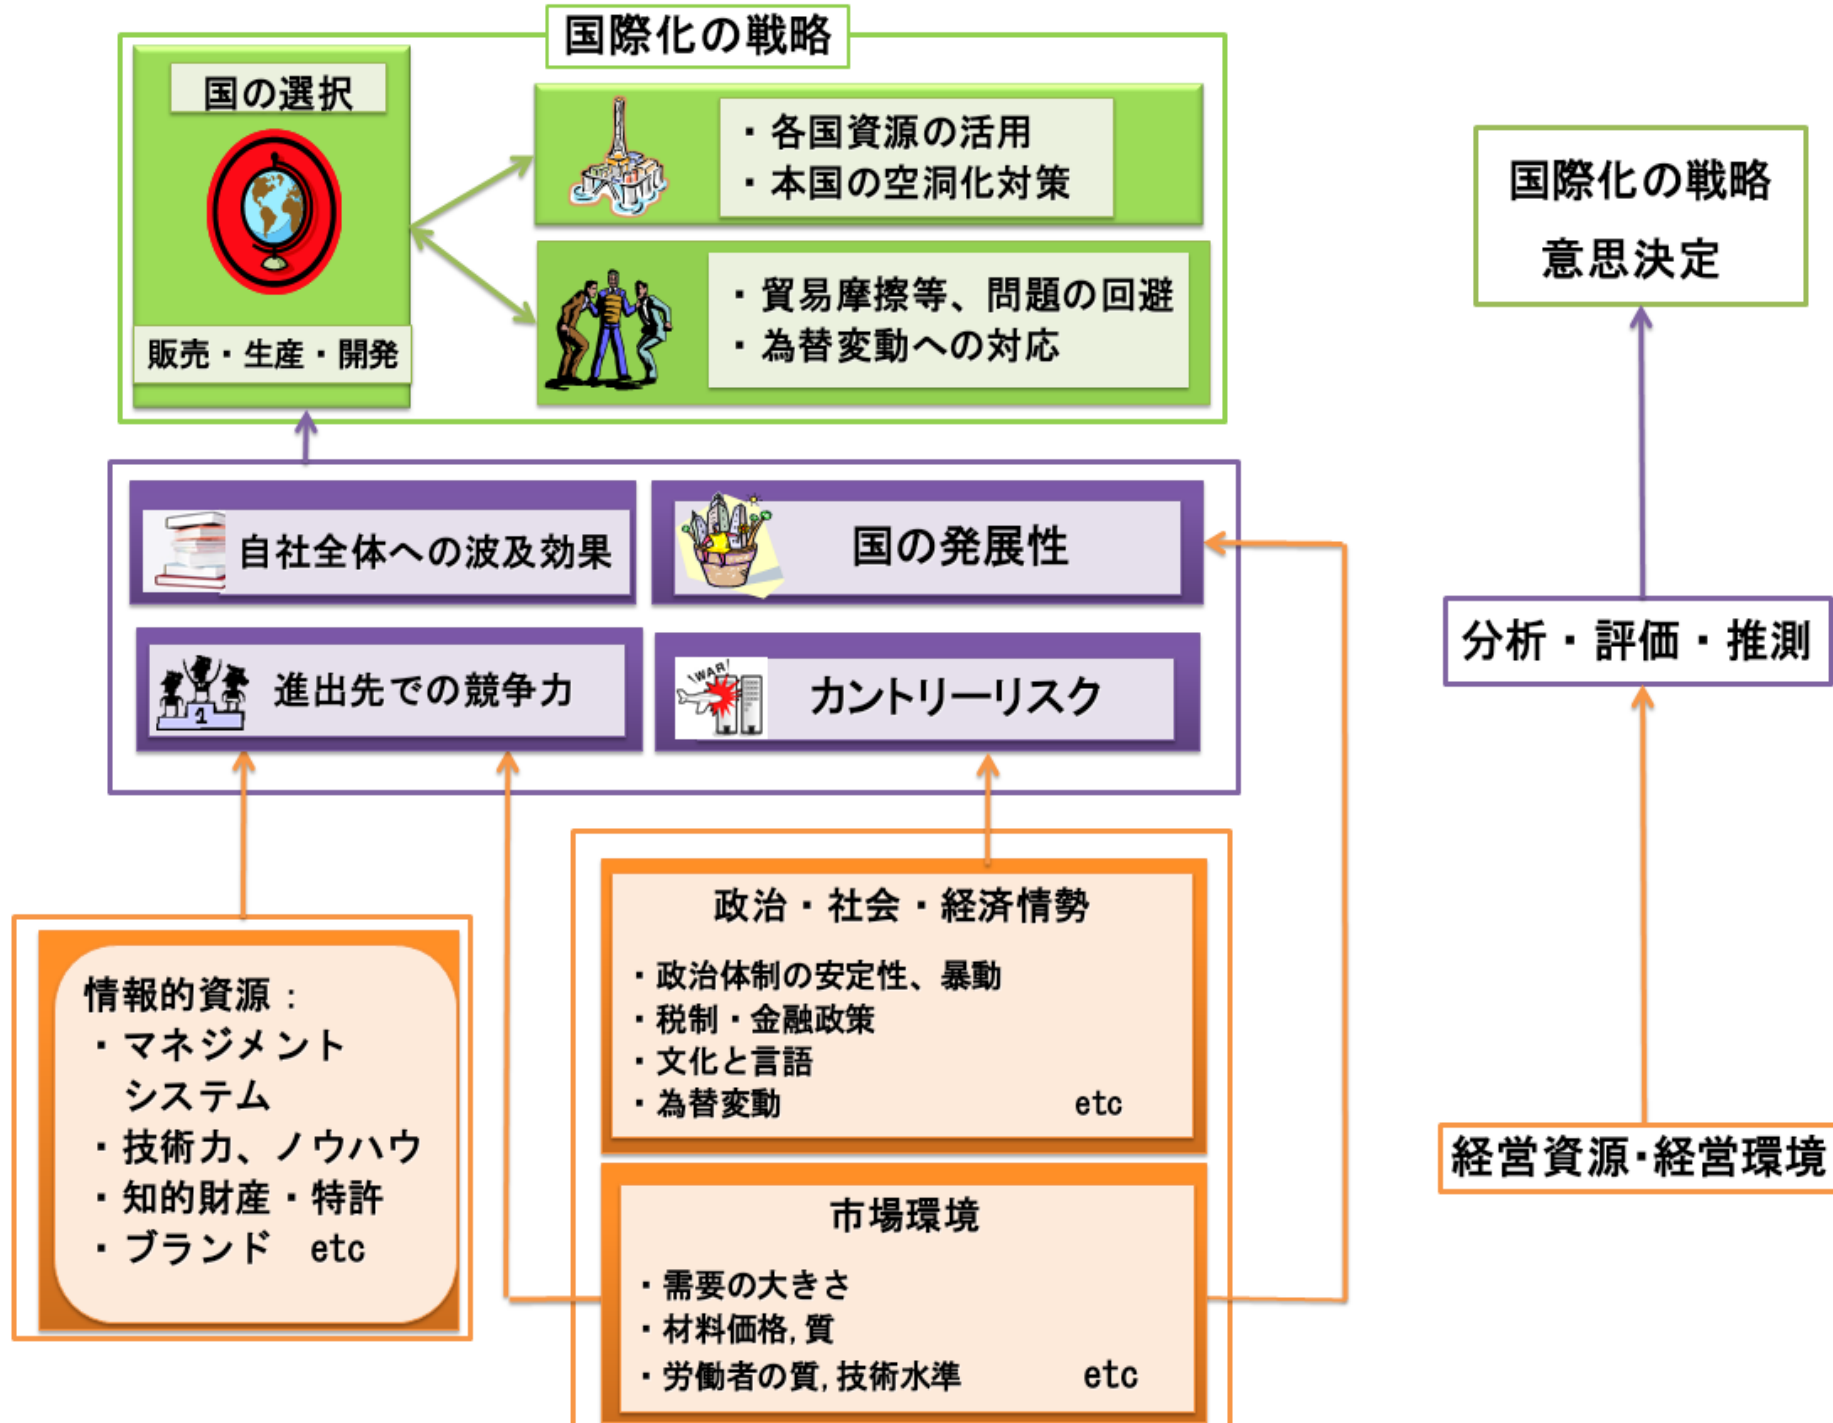 国際化の戦略
国の選択
販売・生産・開発
・各国資源の活用
・本国の空洞化対策
・貿易摩擦等、問題の回避
・為替変動への対応
自社全体への波及効果
国の発展性
進出先での競争力
WAR!
カントリーリスク
1
情報的資源：
・マネジメント
システム
・技術力、ノウハウ
・知的財産・特許
・ブランド　etc
政治・社会・経済情勢
・政治体制の安定性、暴動
・税制・金融政策
・文化と言語
・為替変動　etc
市場環境
・需要の大きさ
・材料価格,質
・労働者の質,技術水準　etc
国際化の戦略
意思決定
分析・評価・推測
経営資源・経営環境